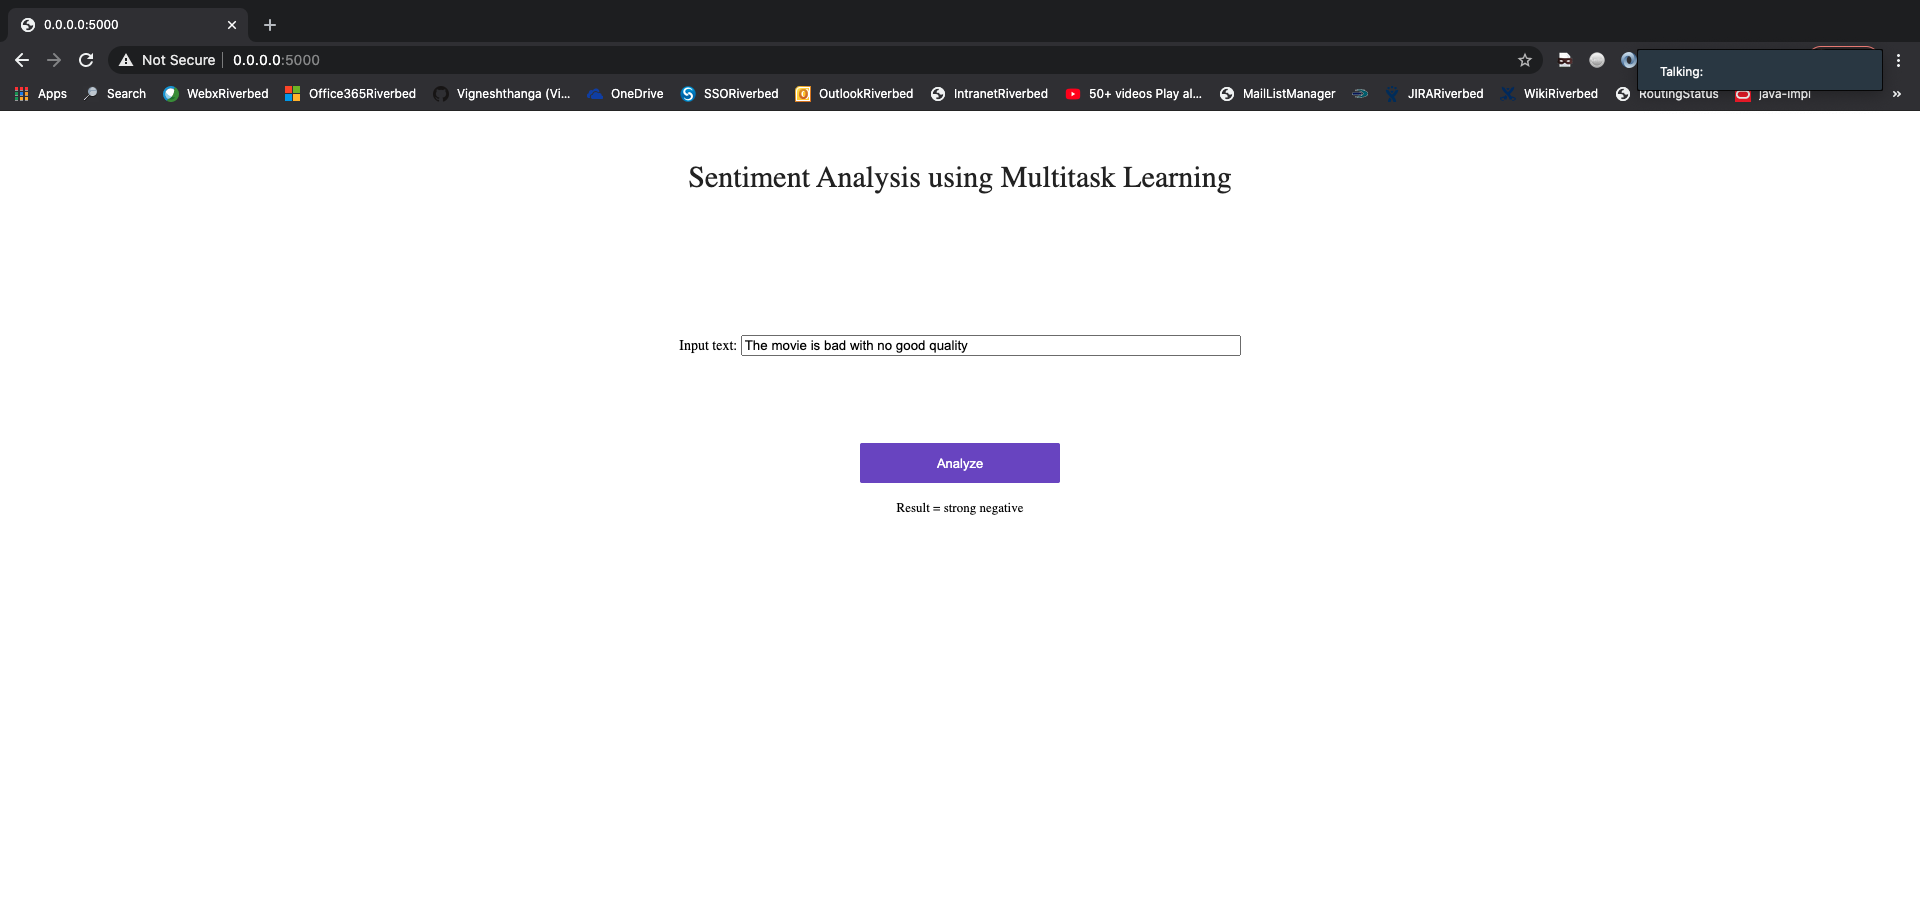 0.0.0.0:5000
Not Secure 0.0.0.0:5000
Talking:
Apps Search WebxRiverbed Office365Riverbed Vigneshthanga (Vi... OneDrive SSORiverbed OutlookRiverbed IntranetRiverbed 50+ videos Play al... MailListManager JIRARiverbed WikiRiverbed RoutingStatus java-impl »
Sentiment Analysis using Multitask Learning
Input text: The movie is bad with no good quality
Analyze
Result = strong negative